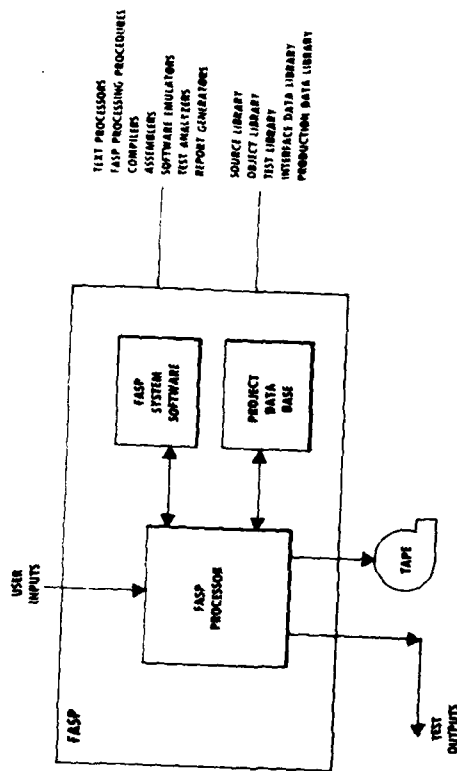 FASP
USER
INPUTS
FASP
PROCESSOR
FASP
SYSTEM
SOFTWARE
PROJECT
DATA
BASE
TEXT PROCESSORS
FASP PROCESSING PROCEDURES
COMPILERS
ASSEMBLERS
SOFTWARE EMULATORS
TEST ANALYZERS
REPORT GENERATORS
SOURCE LIBRARY
OBJECT LIBRARY
TEST LIBRARY
INTERFACE DATA LIBRARY
PRODUCTION DATA LIBRARY
TEST
OUTPUTS
TAPE